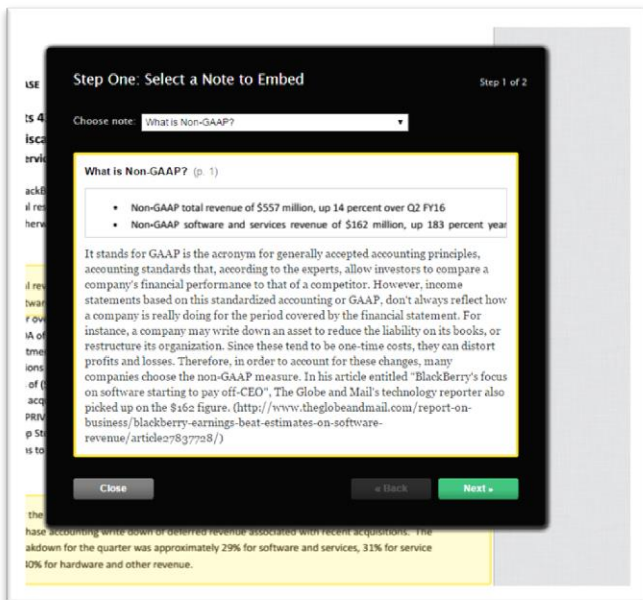 Step One: Select a Note to Embed
Step 1 of 2
Choose note: What is Non-GAAP?
What is Non-GAAP? (p. 1)
• Non-GAAP total revenue of $557 million, up 14 percent over Q2 FY16
• Non-GAAP software and services revenue of $162 million, up 183 percent year
It stands for GAAP is the acronym for generally accepted accounting principles,
accounting standards that, according to the experts, allow investors to compare a
company's financial performance to that of a competitor. However, income
statements based on this standardized accounting or GAAP, don't always reflect how
a company is really doing for the period covered by the financial statement. For
instance, a company may write down an asset to reduce the liability on its books, or
restructure its organization. Since these tend to be one-time costs, they can distort
profits and losses. Therefore, in order to account for these changes, many
companies choose the non-GAAP measure. In his article entitled "BlackBerry's focus
on software starting to pay off-CEO", The Globe and Mail's technology reporter also
picked up on the $162 figure. (http://www.theglobeandmail.com/report-on-
business/blackberry-earnings-beat-estimates-on-software-
revenue/article27837728/)
Close
« Back
Next »
the
chase accounting write down of deferred revenue associated with recent acquisitions. The
akdown for the quarter was approximately 29% for software and services, 31% for service
40% for hardware and other revenue.